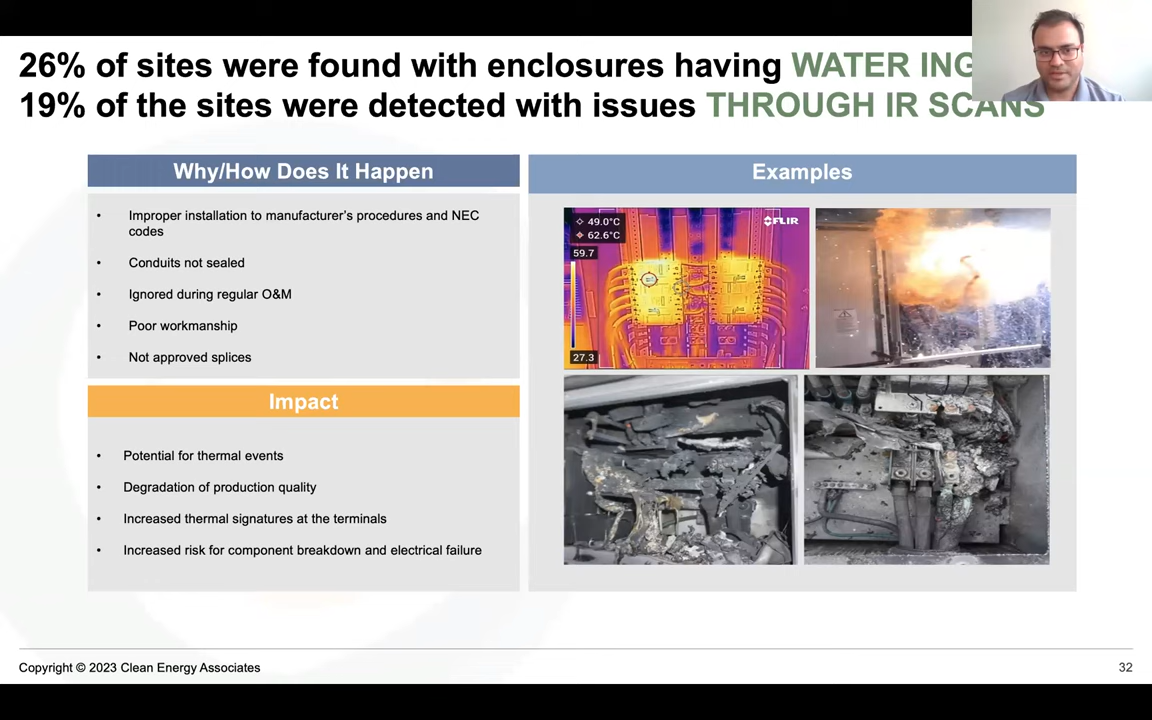 26% of sites were found with enclosures having WATER
19% of the sites were detected with issues THROUGH IR SCANS
Why/How Does It Happen
• Improper installation to manufacturer's procedures and NEC
codes
• Conduits not sealed
• Ignored during regular O&M
• Poor workmanship
• Not approved splices
Impact
• Potential for thermal events
• Degradation of production quality
• Increased thermal signatures at the terminals
• Increased risk for component breakdown and electrical failure
Examples
49.0°C
62.6°C
59.7
27.3
FLIR
Copyright © 2023 Clean Energy Associates
32